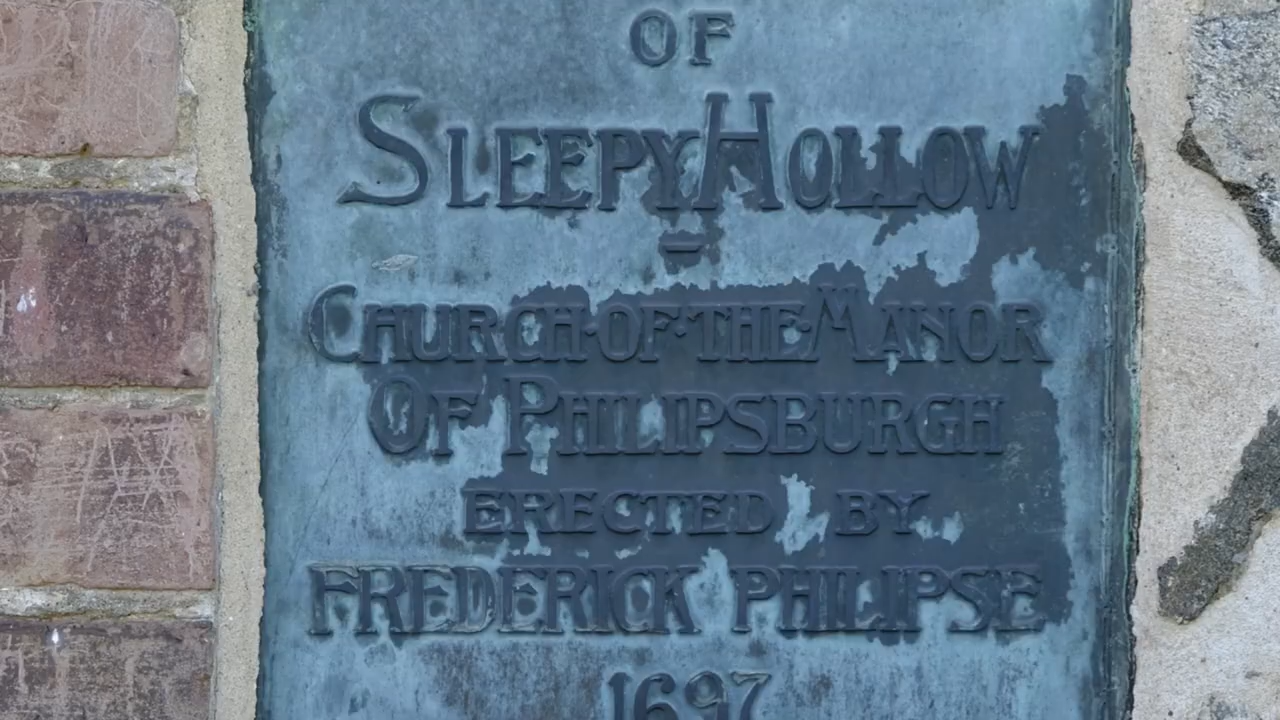 OF
SLEEPY HOLLOW
-
CHURCH·OF·THE·MANOR
OF PHILIPSBURGH
ERECTED BY
FREDERICK PHILIPSE
1697